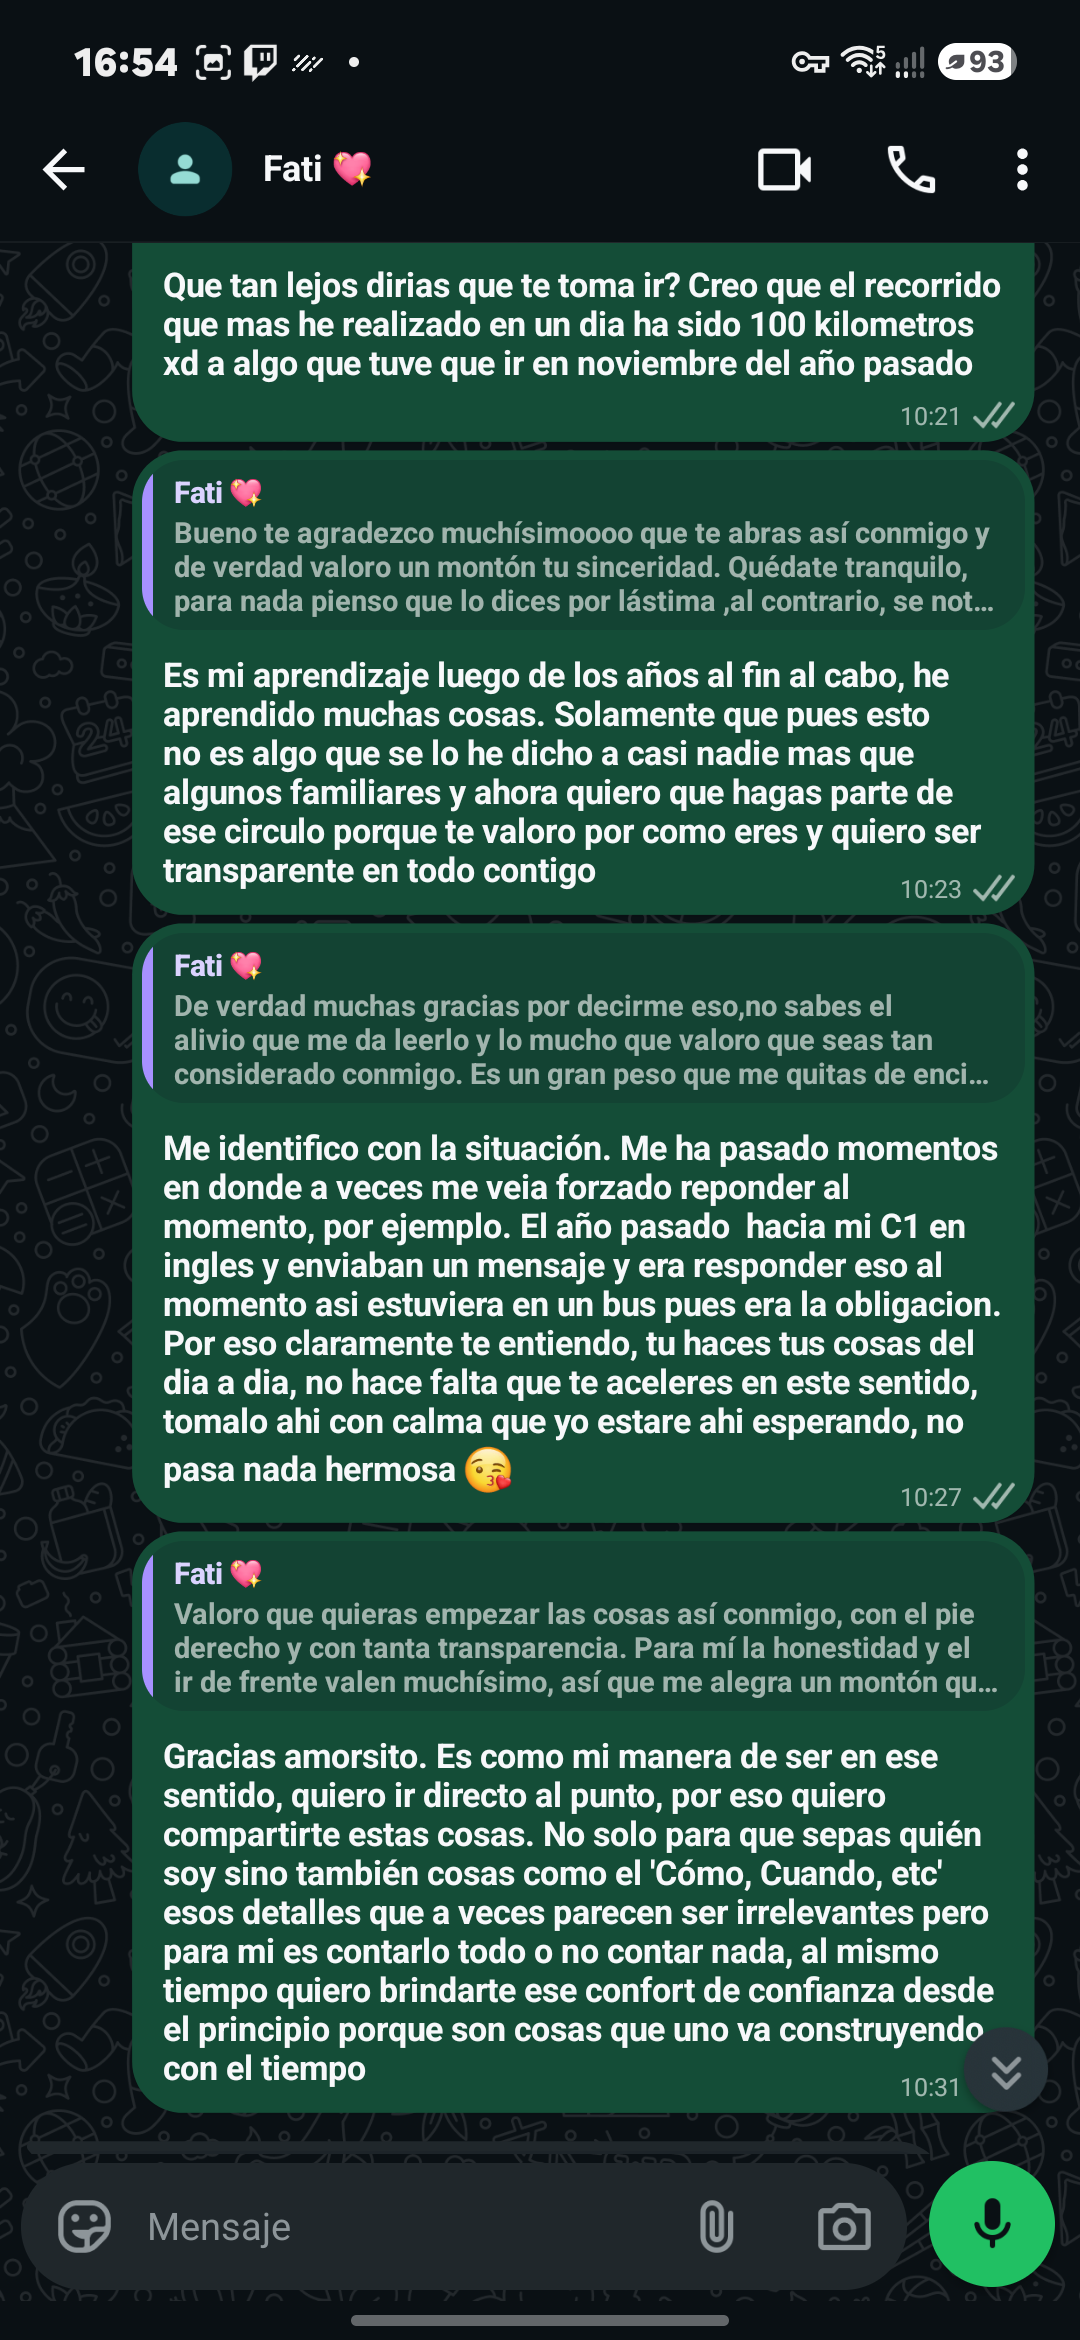 16:54
5
93
Fati 💖
Que tan lejos dirias que te toma ir? Creo que el recorrido
que mas he realizado en un dia ha sido 100 kilometros
xd a algo que tuve que ir en noviembre del año pasado
10:21
Fati 💖
Bueno te agradezco muchísimoooo que te abras así conmigo y
de verdad valoro un montón tu sinceridad. Quédate tranquilo,
para nada pienso que lo dices por lástima ,al contrario, se not...
Es mi aprendizaje luego de los años al fin al cabo, he
aprendido muchas cosas. Solamente que pues esto
no es algo que se lo he dicho a casi nadie mas que
algunos familiares y ahora quiero que hagas parte de
ese circulo porque te valoro por como eres y quiero ser
transparente en todo contigo
10:23
Fati 💖
De verdad muchas gracias por decirme eso,no sabes el
alivio que me da leerlo y lo mucho que valoro que seas tan
considerado conmigo. Es un gran peso que me quitas de enci...
Me identifico con la situación. Me ha pasado momentos
en donde a veces me veia forzado reponder al
momento, por ejemplo. El año pasado  hacia mi C1 en
ingles y enviaban un mensaje y era responder eso al
momento asi estuviera en un bus pues era la obligacion.
Por eso claramente te entiendo, tu haces tus cosas del
dia a dia, no hace falta que te aceleres en este sentido,
tomalo ahi con calma que yo estare ahi esperando, no
pasa nada hermosa 😘
10:27
Fati 💖
Valoro que quieras empezar las cosas así conmigo, con el pie
derecho y con tanta transparencia. Para mí la honestidad y el
ir de frente valen muchísimo, así que me alegra un montón qu...
Gracias amorsito. Es como mi manera de ser en ese
sentido, quiero ir directo al punto, por eso quiero
compartirte estas cosas. No solo para que sepas quién
soy sino también cosas como el 'Cómo, Cuando, etc'
esos detalles que a veces parecen ser irrelevantes pero
para mi es contarlo todo o no contar nada, al mismo
tiempo quiero brindarte ese confort de confianza desde
el principio porque son cosas que uno va construyendo
con el tiempo
10:31
Mensaje